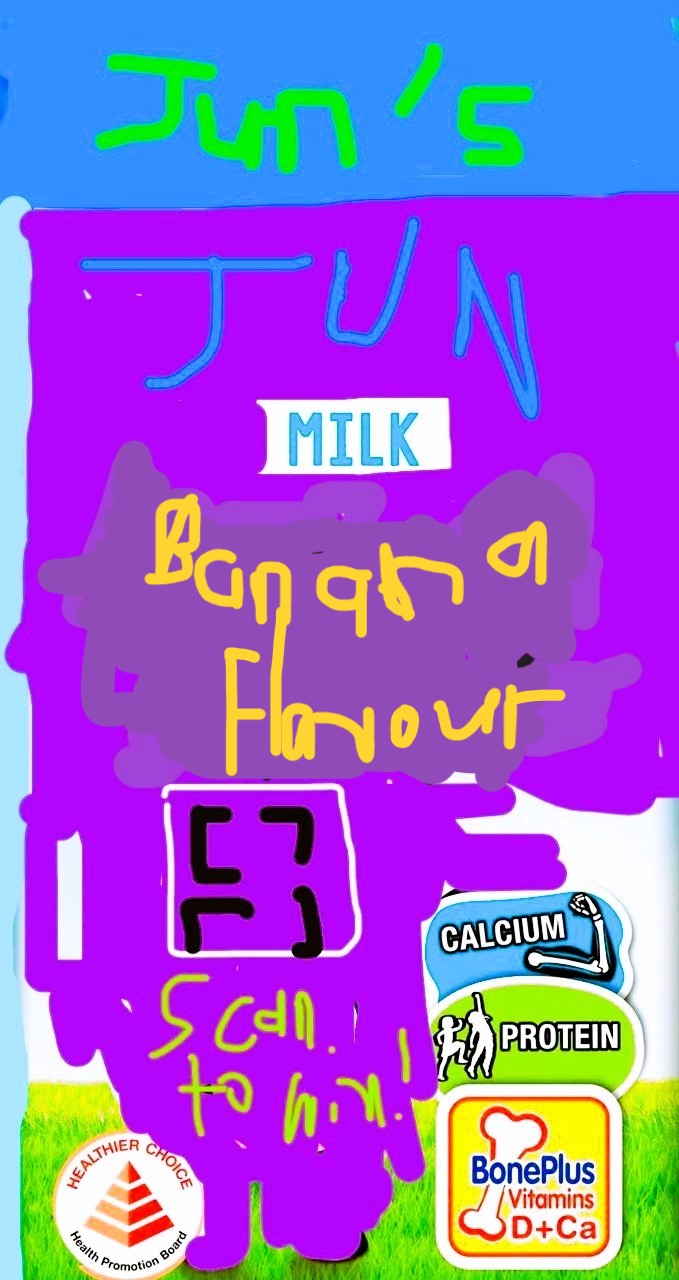 Jun's
JUN
MILK
Banana
Flavour
Scan.
to win!
CALCIUM
PROTEIN
BonePlus
Vitamins
D+Ca
HEALTHIER CHOICE
Health Promotion Board